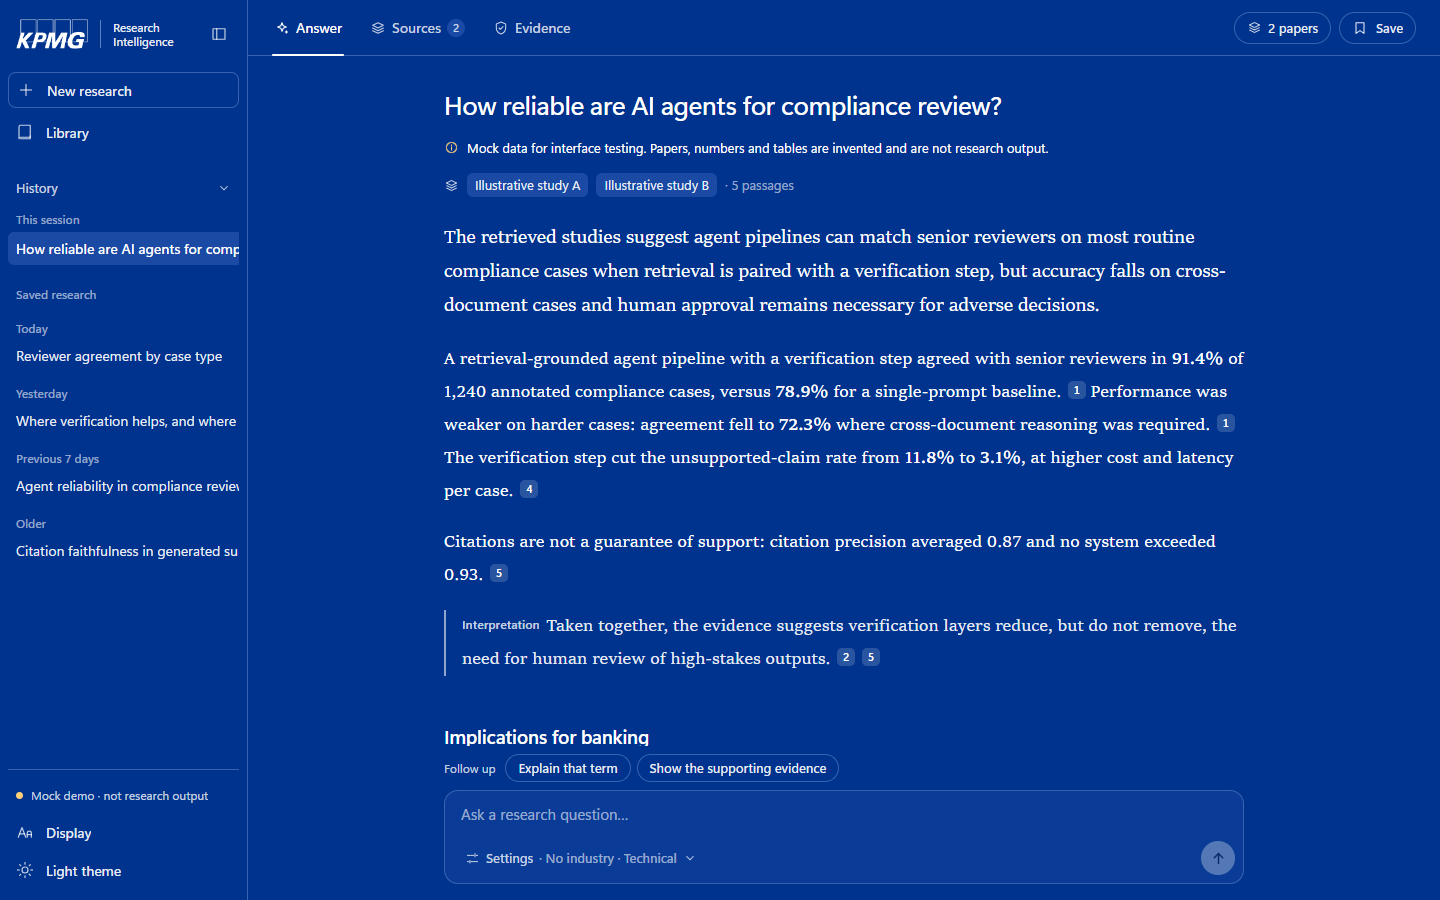 KPMG
Research
Intelligence
New research
Library
History
This session
How reliable are AI agents for comp
Saved research
Today
Reviewer agreement by case type
Yesterday
Where verification helps, and where
Previous 7 days
Agent reliability in compliance review
Older
Citation faithfulness in generated su
Mock demo · not research output
Display
Light theme
Answer
Sources 2
Evidence
2 papers
Save
How reliable are AI agents for compliance review?
Mock data for interface testing. Papers, numbers and tables are invented and are not research output.
Illustrative study A Illustrative study B · 5 passages
The retrieved studies suggest agent pipelines can match senior reviewers on most routine
compliance cases when retrieval is paired with a verification step, but accuracy falls on cross-
document cases and human approval remains necessary for adverse decisions.
A retrieval-grounded agent pipeline with a verification step agreed with senior reviewers in 91.4% of
1,240 annotated compliance cases, versus 78.9% for a single-prompt baseline. 1 Performance was
weaker on harder cases: agreement fell to 72.3% where cross-document reasoning was required. 1
The verification step cut the unsupported-claim rate from 11.8% to 3.1%, at higher cost and latency
per case. 4
Citations are not a guarantee of support: citation precision averaged 0.87 and no system exceeded
0.93. 5
Interpretation Taken together, the evidence suggests verification layers reduce, but do not remove, the
need for human review of high-stakes outputs. 2 5
Implications for banking
Follow up Explain that term Show the supporting evidence
Ask a research question...
Settings · No industry · Technical